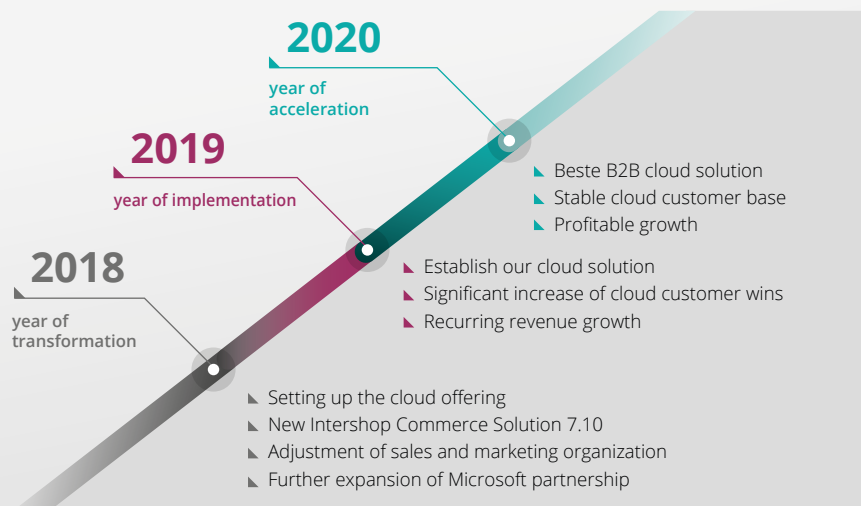 2020
year of
acceleration
Beste B2B cloud solution
Stable cloud customer base
Profitable growth
2019
year of implementation
Establish our cloud solution
Significant increase of cloud customer wins
Recurring revenue growth
2018
year of
transformation
Setting up the cloud offering
New Intershop Commerce Solution 7.10
Adjustment of sales and marketing organization
Further expansion of Microsoft partnership